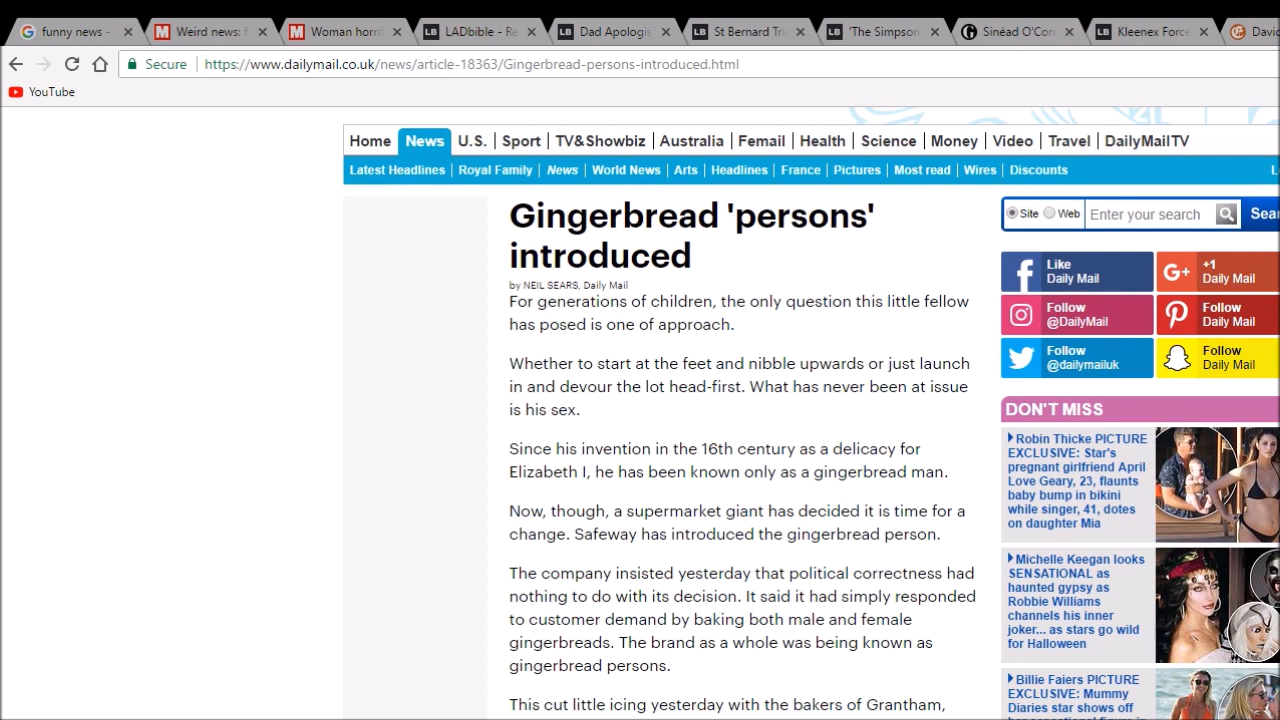 funny news -
Weird news: f
Woman horrif
LADbible - Re
Dad Apologis
St Bernard Tri
'The Simpson
Sinéad O'Con
Kleenex Force
David
Secure
https://www.dailymail.co.uk/news/article-18363/Gingerbread-persons-introduced.html
YouTube
Home News U.S. Sport TV&Showbiz Australia Femail Health Science Money Video Travel DailyMailTV
Latest Headlines Royal Family News World News Arts Headlines France Pictures Most read Wires Discounts
Gingerbread 'persons'
introduced
by NEIL SEARS, Daily Mail
For generations of children, the only question this little fellow
has posed is one of approach.
Whether to start at the feet and nibble upwards or just launch
in and devour the lot head-first. What has never been at issue
is his sex.
Since his invention in the 16th century as a delicacy for
Elizabeth I, he has been known only as a gingerbread man.
Now, though, a supermarket giant has decided it is time for a
change. Safeway has introduced the gingerbread person.
The company insisted yesterday that political correctness had
nothing to do with its decision. It said it had simply responded
to customer demand by baking both male and female
gingerbreads. The brand as a whole was being known as
gingerbread persons.
This cut little icing yesterday with the bakers of Grantham,
Site Web Enter your search Sear
Like
Daily Mail
+1
Daily Mail
Follow
@DailyMail
Follow
Daily Mail
Follow
@dailymailuk
Follow
Daily Mail
DON'T MISS
Robin Thicke PICTURE
EXCLUSIVE: Star's
pregnant girlfriend April
Love Geary, 23, flaunts
baby bump in bikini
while singer, 41, dotes
on daughter Mia
Michelle Keegan looks
SENSATIONAL as
haunted gypsy as
Robbie Williams
channels his inner
joker... as stars go wild
for Halloween
Billie Faiers PICTURE
EXCLUSIVE: Mummy
Diaries star shows off